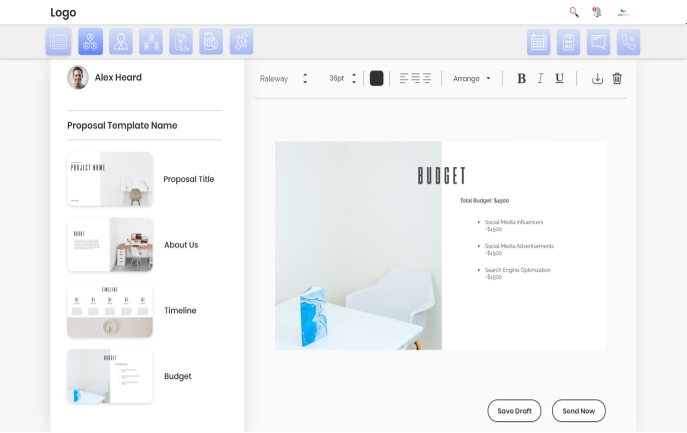 Logo
Alex Heard
Raleway
36pt
Arrange
B I U
Proposal Template Name
PROJECT NAME
Proposal Title
ABOUT
About Us
TIMELINE
Timeline
BUDGET
Budget
BUDGET
Total Budget: $4500
• Social Media Influencers
-$1500
• Social Media Advertisements
-$1500
• Search Engine Optimization
-$1500
Save Draft
Send Now